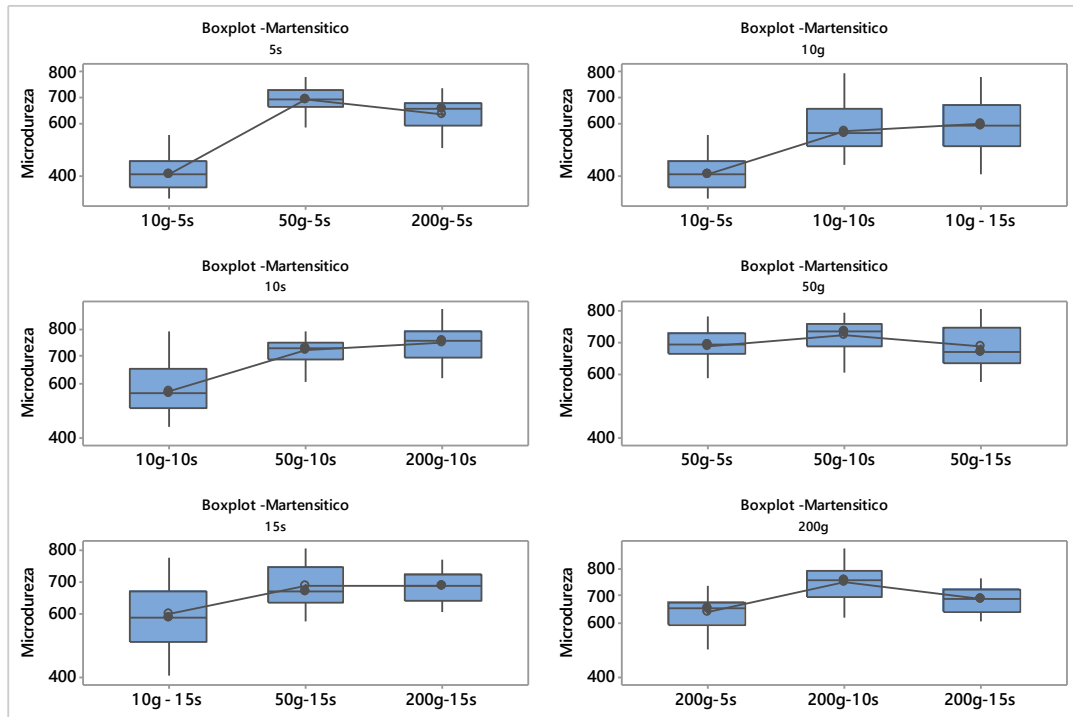 Boxplot -Martensitico
5s
Microdureza
800
700
600
400
10g-5s 50g-5s 200g-5s
Boxplot -Martensitico
10g
Microdureza
800
700
600
400
10g-5s 10g-10s 10g - 15s
Boxplot -Martensitico
10s
Microdureza
800
700
600
400
10g-10s 50g-10s 200g-10s
Boxplot -Martensitico
50g
Microdureza
800
700
600
400
50g-5s 50g-10s 50g-15s
Boxplot -Martensitico
15s
Microdureza
800
700
600
400
10g - 15s 50g-15s 200g-15s
Boxplot -Martensitico
200g
Microdureza
800
700
600
400
200g-5s 200g-10s 200g-15s